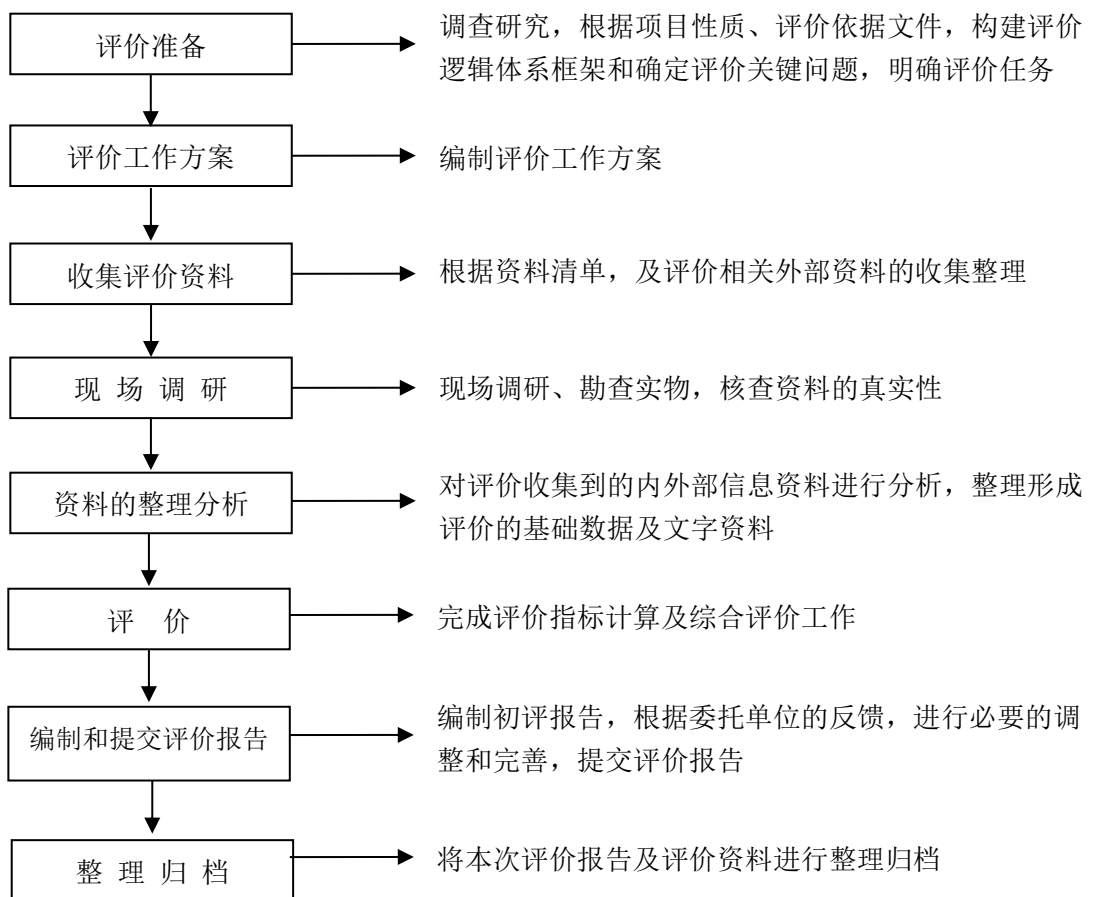 评价准备
调查研究，根据项目性质、评价依据文件，构建评价
逻辑体系框架和确定评价关键问题，明确评价任务
评价工作方案
编制评价工作方案
收集评价资料
根据资料清单，及评价相关外部资料的收集整理
现 场 调 研
现场调研、勘查实物，核查资料的真实性
资料的整理分析
对评价收集到的内外部信息资料进行分析，整理形成
评价的基础数据及文字资料
评 价
完成评价指标计算及综合评价工作
编制和提交评价报告
编制初评报告，根据委托单位的反馈，进行必要的调
整和完善，提交评价报告
整 理 归 档
将本次评价报告及评价资料进行整理归档